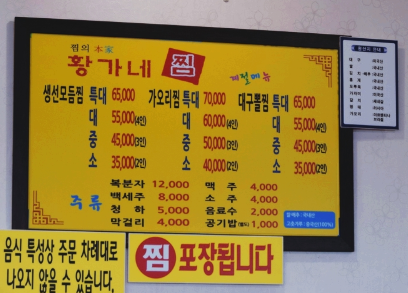 찜의 本家
황가네 찜
계절메뉴
생선모듬찜 특대 65,000 가오리찜 특대 70,000 대구뽈찜 특대 65,000
대 55,000(4인) 대 60,000(4인) 대 55,000(4인)
중 45,000(3인) 중 50,000(3인) 중 45,000(3인)
소 35,000(2인) 소 40,000(2인) 소 35,000(2인)
주류
복분자 12,000 맥주 4,000
백세주 8,000 소주 4,000
청하 5,000 음료수 2,000
막걸리 4,000 공기밥(별도) 1,000
음식 특성상 주문 차례대로
나오지 않을 수 있습니다.
찜 포장됩니다